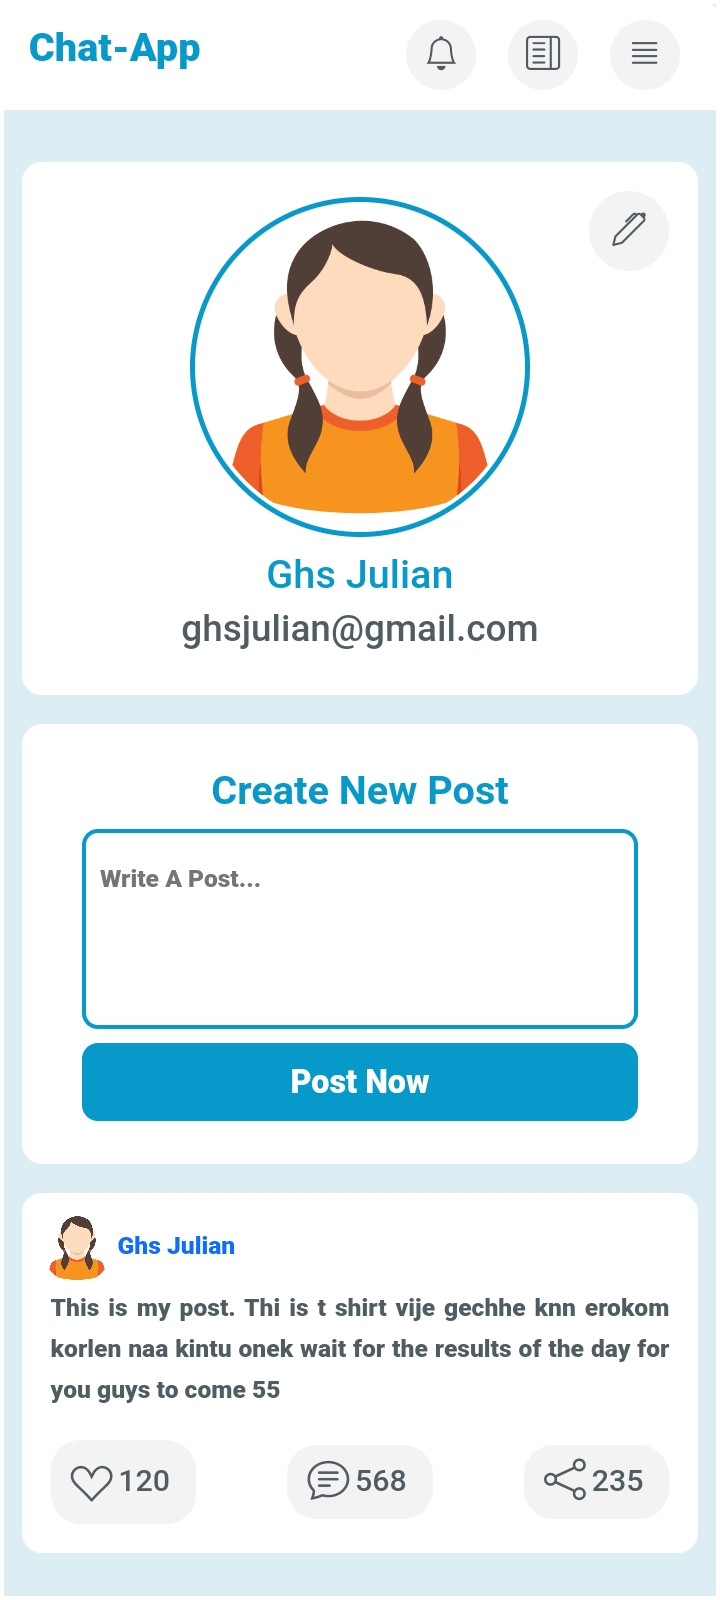 Chat-App
Ghs Julian
ghsjulian@gmail.com
Create New Post
Write A Post...
Post Now
Ghs Julian
This is my post. Thi is t shirt vije gechhe knn erokom
korlen naa kintu onek wait for the results of the day for
you guys to come 55
120
568
235